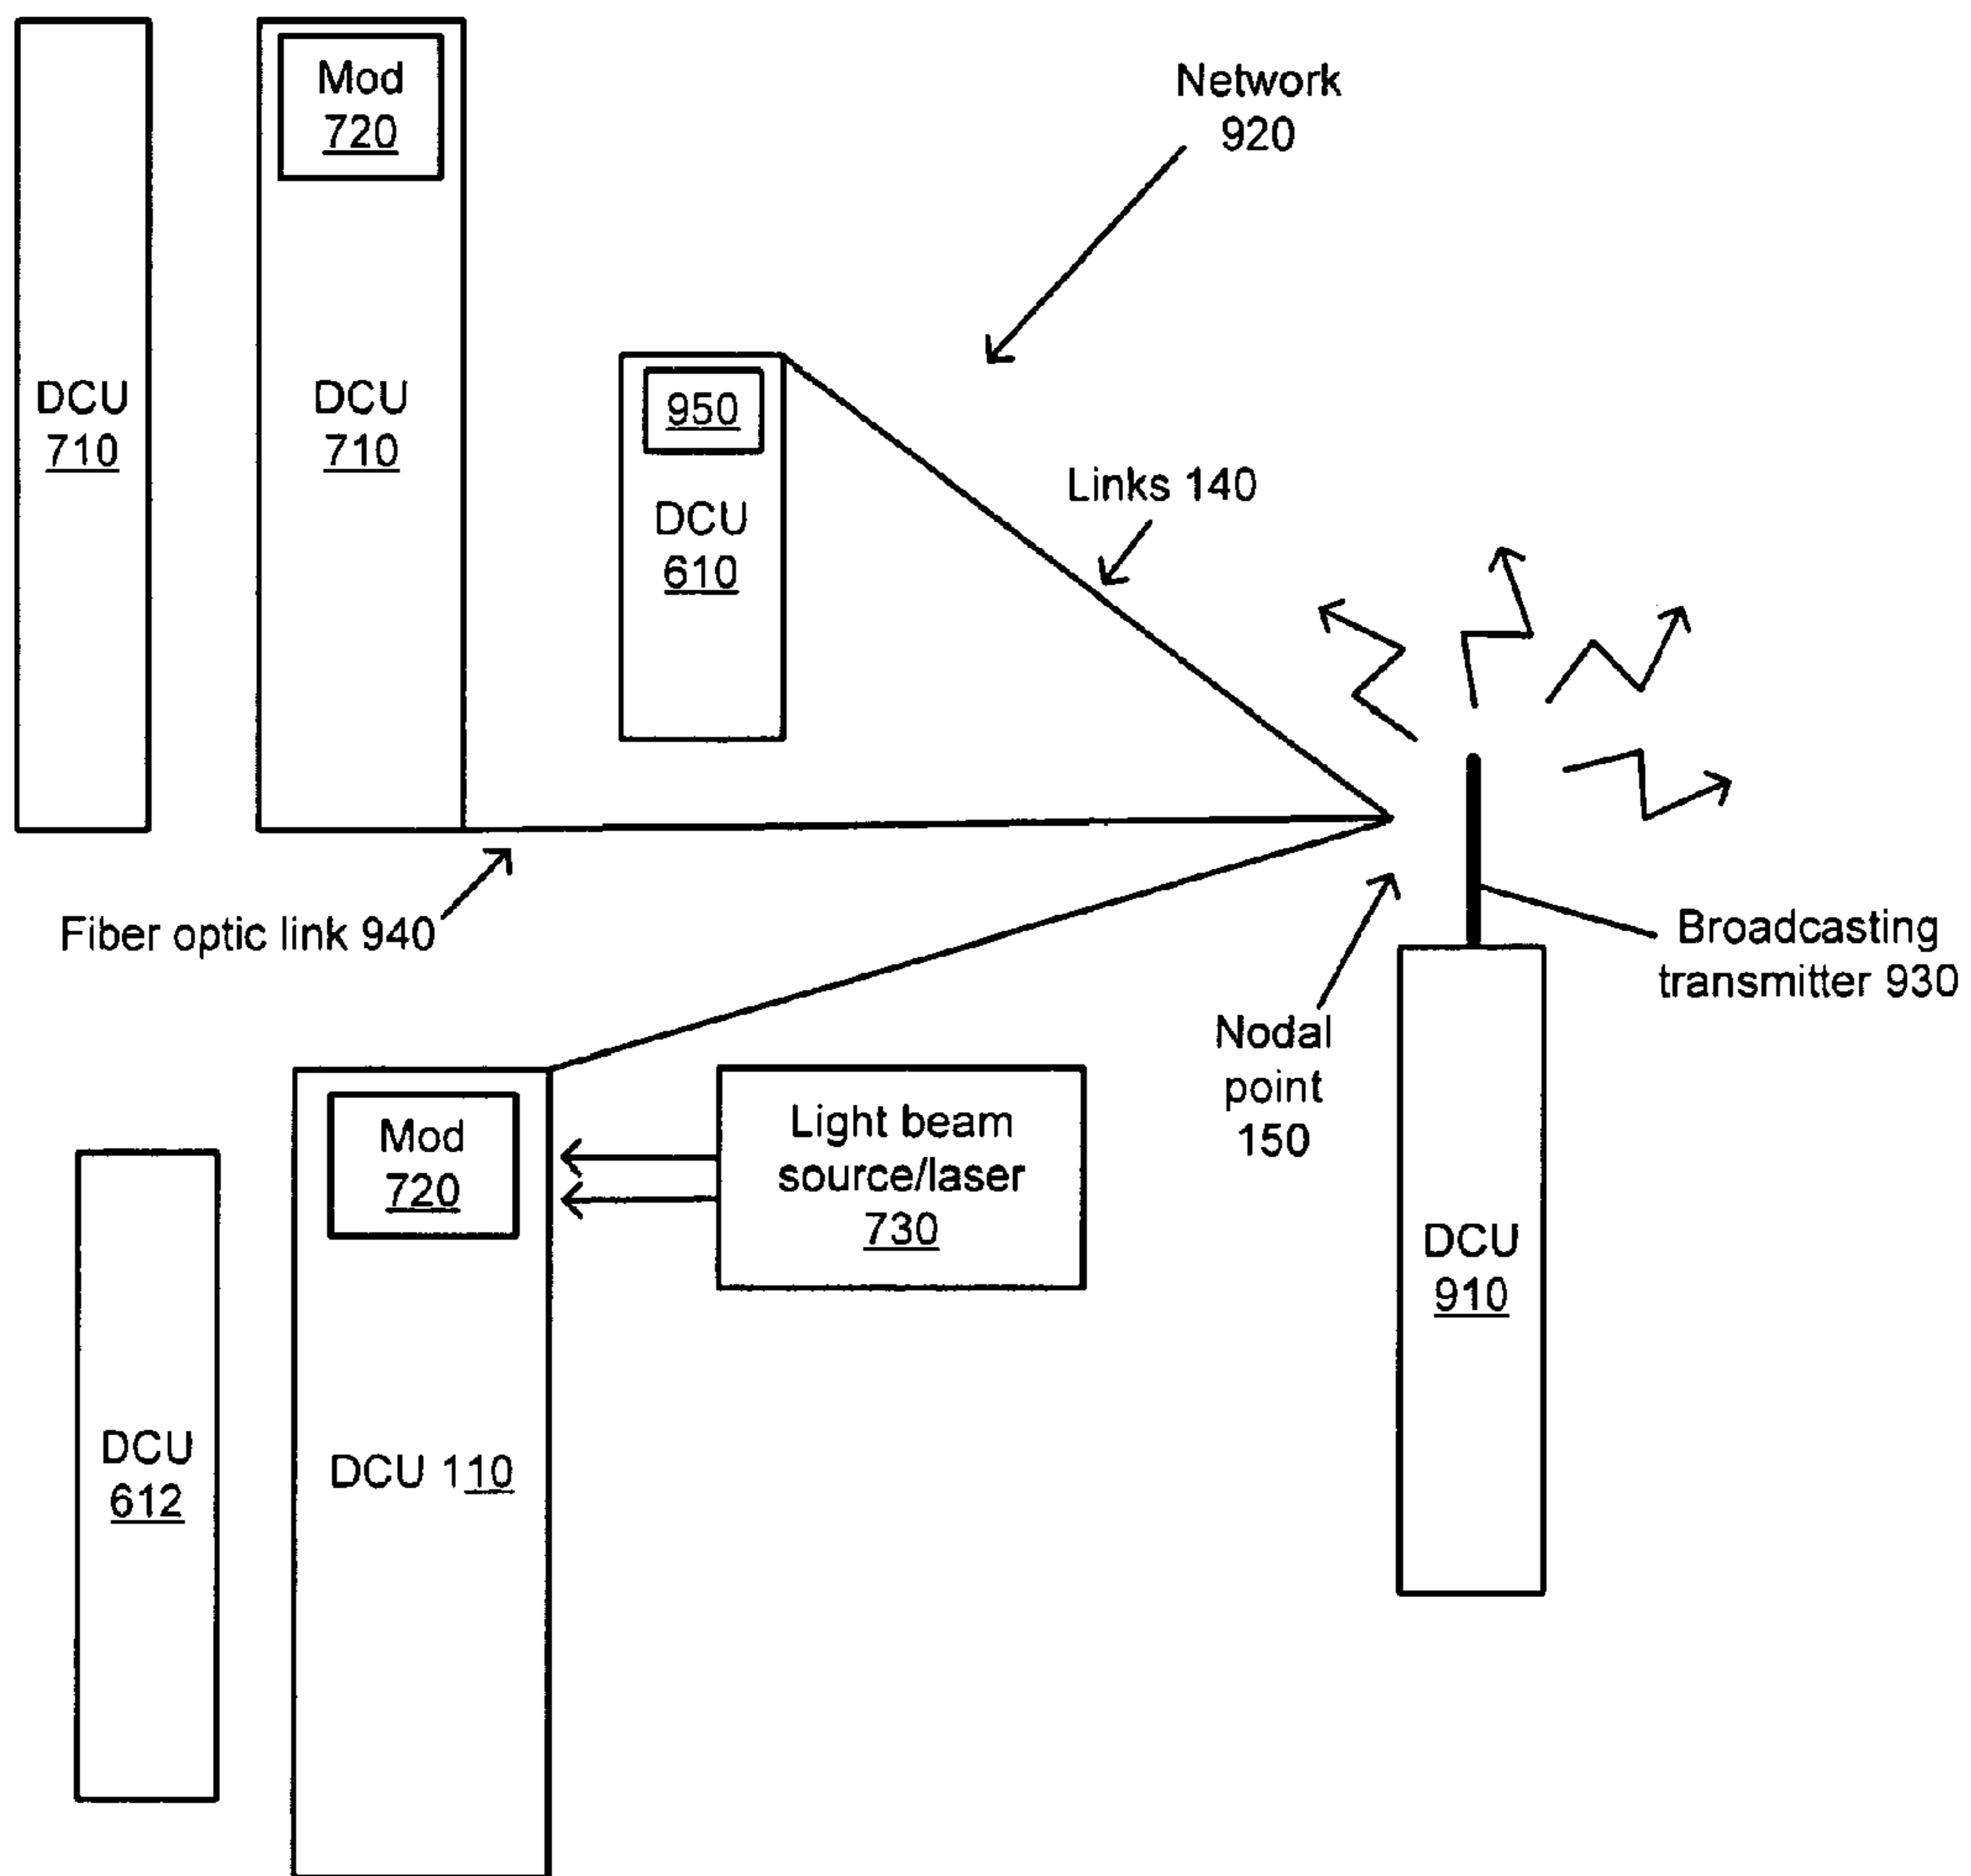 Mod
720
Network
920
DCU
710
DCU
710
950
DCU
610
Links 140
Fiber optic link 940
Broadcasting
transmitter 930
Nodal
point
150
Mod
720
Light beam
source/laser
730
DCU
910
DCU
612
DCU 110